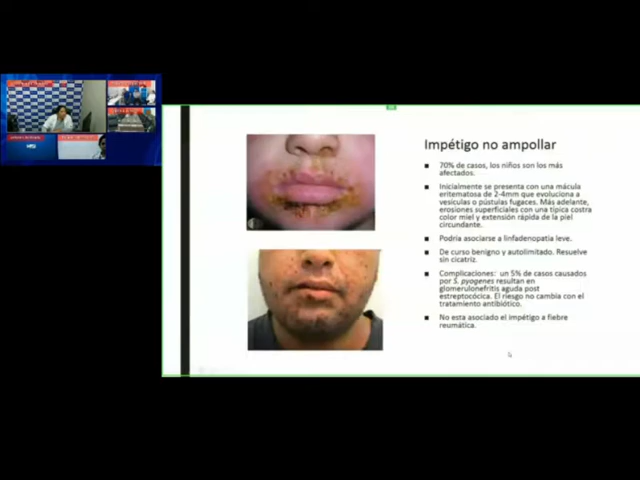 Impétigo no ampollar
70% de casos, los niños son los más
afectados.
Inicialmente se presenta con una mácula
eritematosa de 2-4mm que evoluciona a
vesículas o pústulas fugaces. Más adelante,
erosiones superficiales con una típica costra
color miel y extensión rápida de la piel
circundante.
Podría asociarse a linfadenopatía leve.
De curso benigno y autolimitado. Resuelve
sin cicatriz.
Complicaciones: un 5% de casos causados
por S. pyogenes resultan en
glomerulonefritis aguda post
estreptocócica. El riesgo no cambia con el
tratamiento antibiótico.
No esta asociado el impétigo a fiebre
reumática.